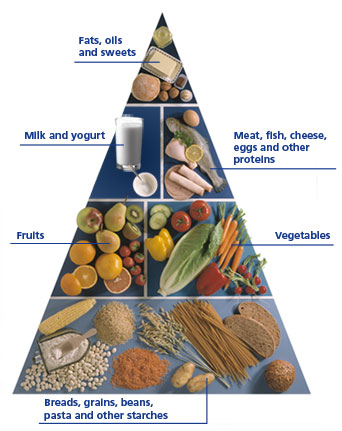 Fats, oils
and sweets
Milk and yogurt
Meat, fish, cheese,
eggs and other
proteins
Fruits
Vegetables
Breads, grains, beans,
pasta and other starches